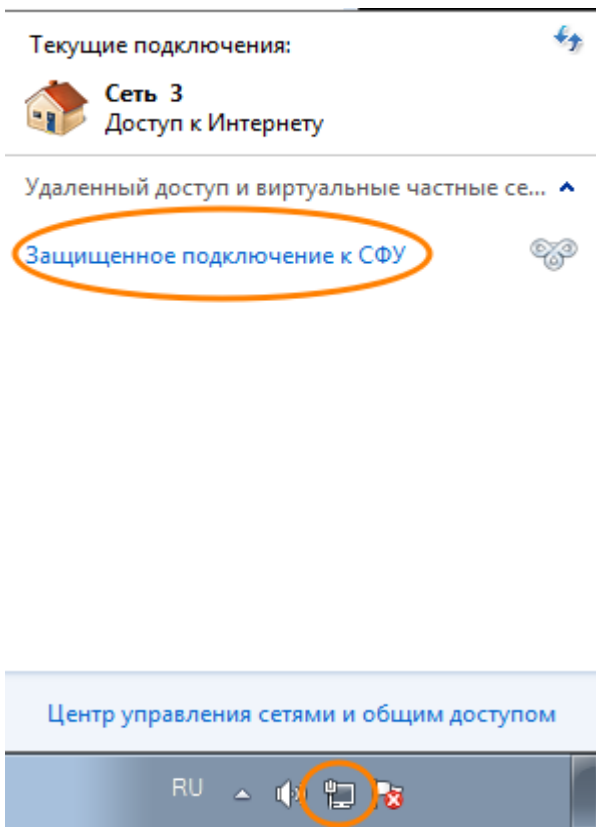 Текущие подключения:
Сеть 3
Доступ к Интернету
Удаленный доступ и виртуальные частные се...
Защищенное подключение к СФУ
Центр управления сетями и общим доступом
RU